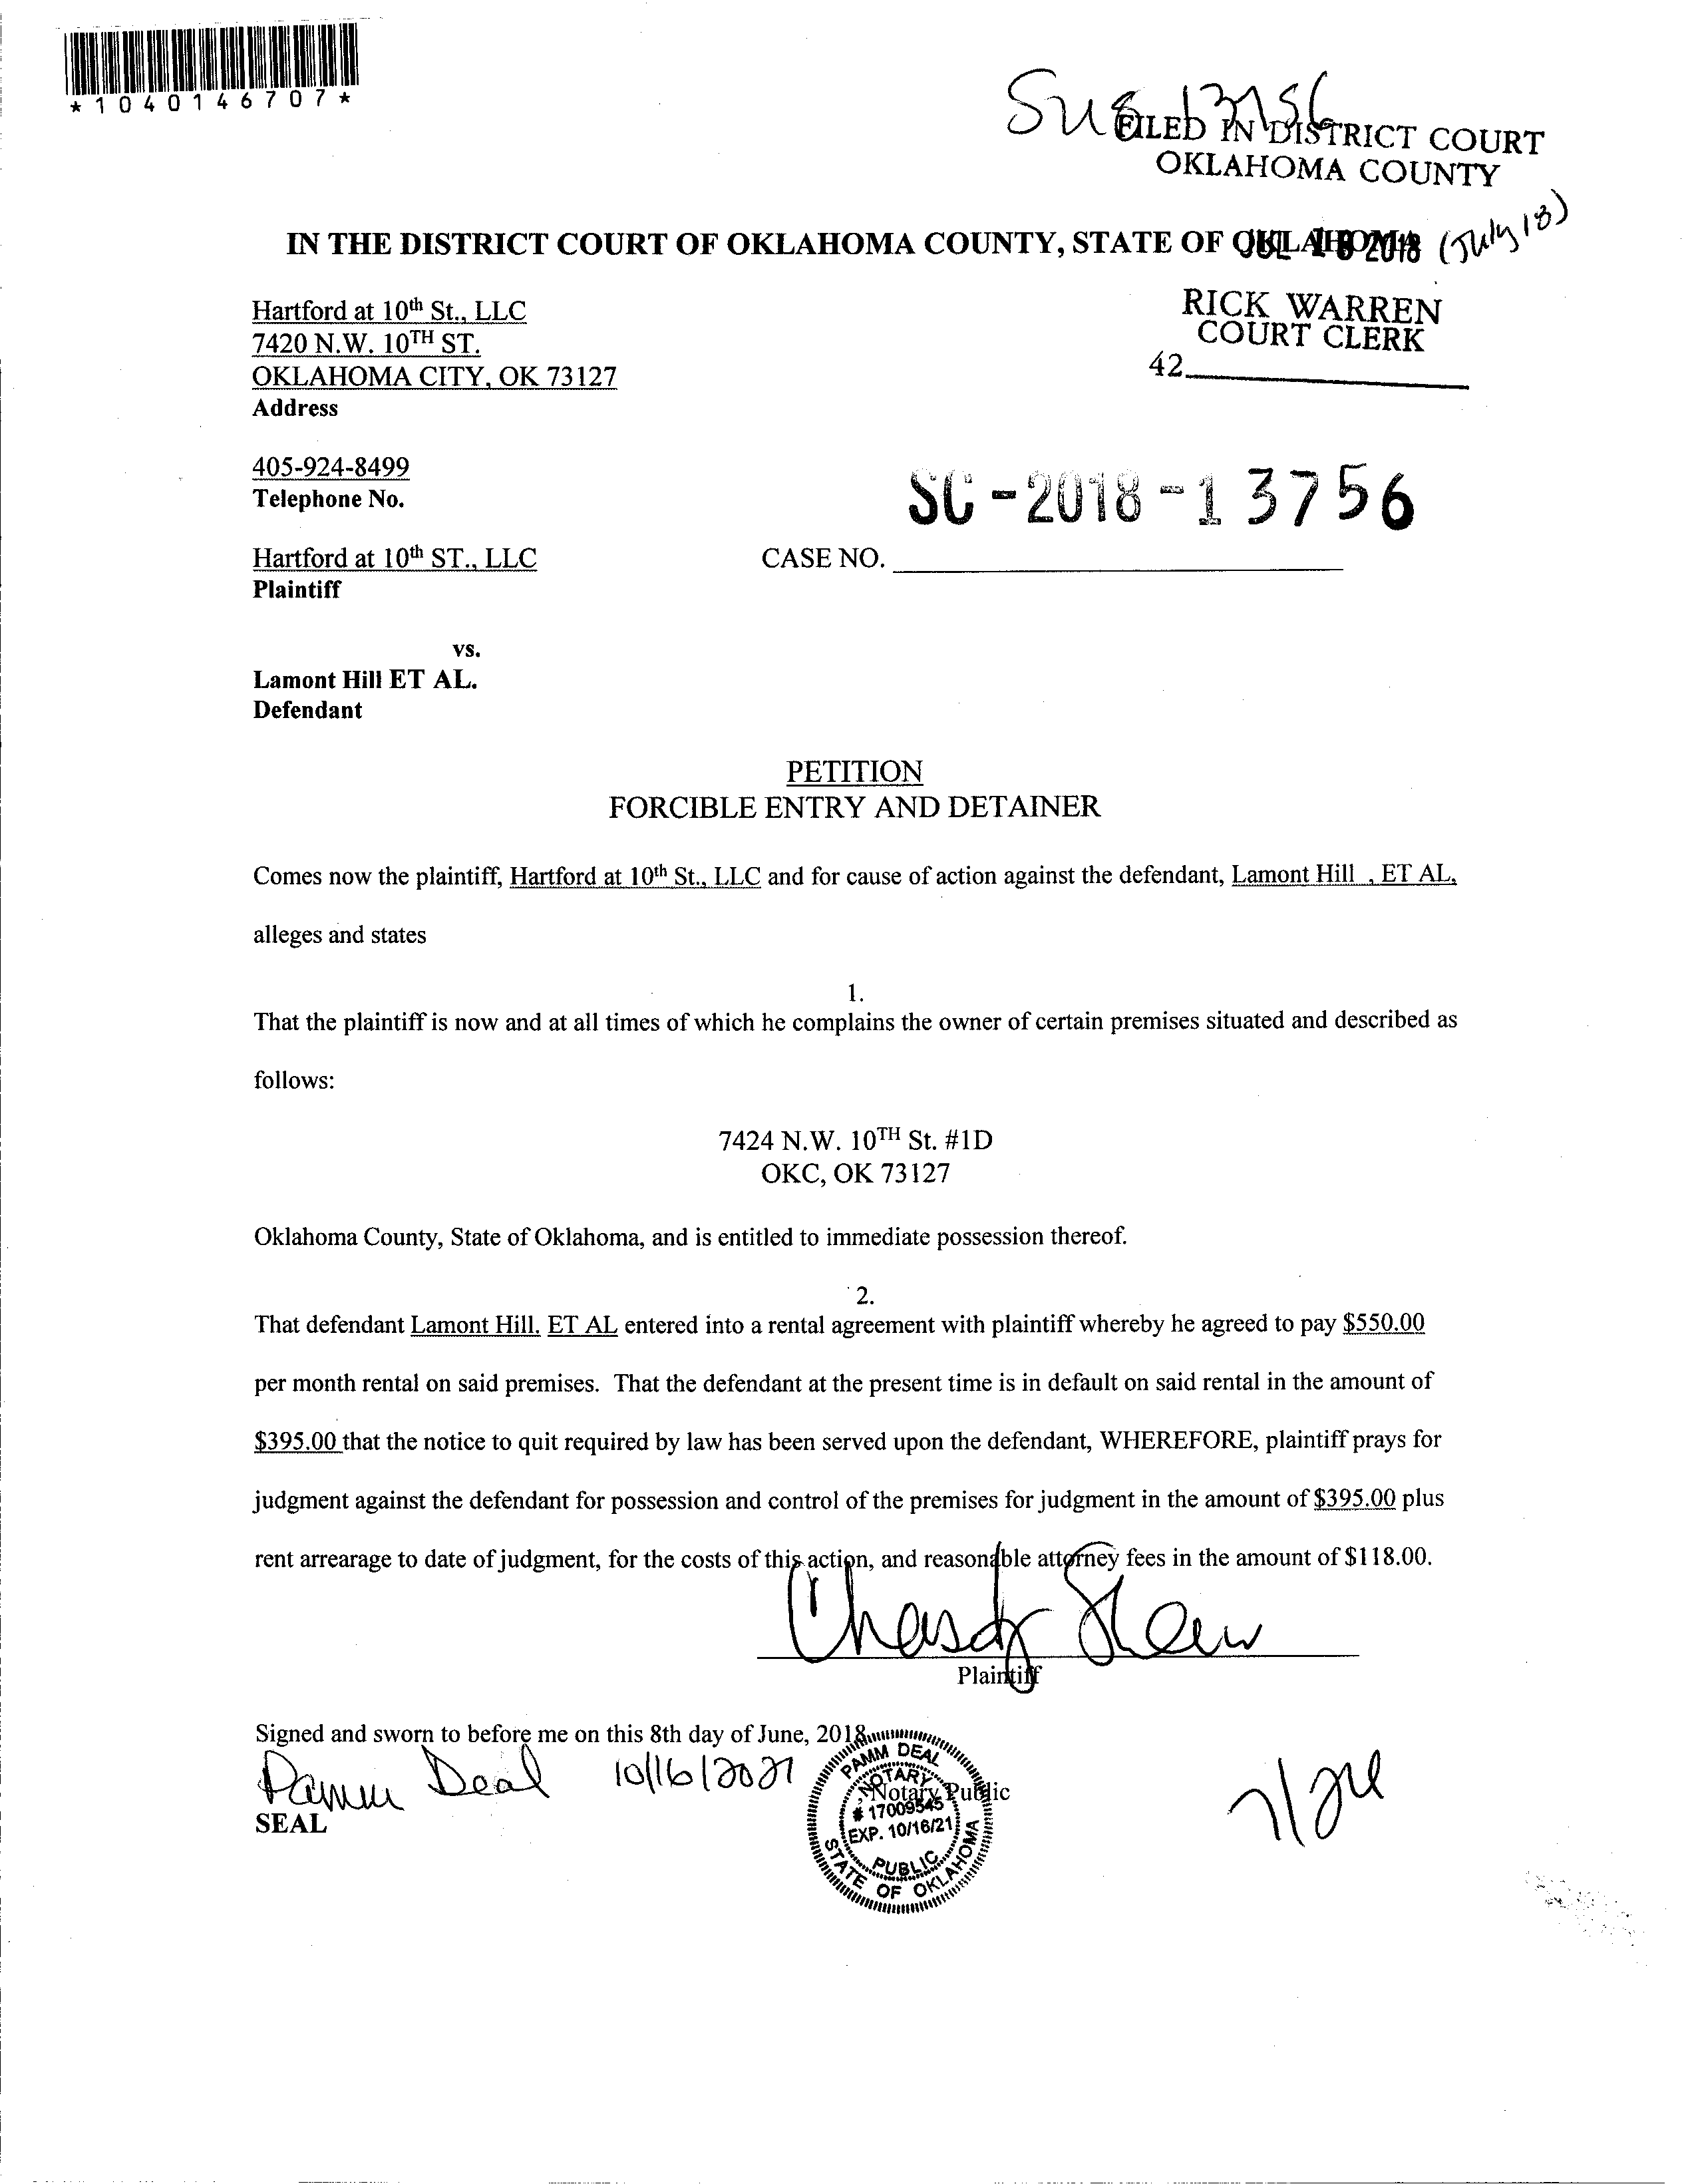 *1040146707*
FILED IN DISTRICT COURT
OKLAHOMA COUNTY
IN THE DISTRICT COURT OF OKLAHOMA COUNTY, STATE OF OKLAHOMA
JUL 18 2018 (July 18)
Hartford at 10th St., LLC
7420 N.W. 10TH ST.
OKLAHOMA CITY, OK 73127
Address
RICK WARREN
COURT CLERK
42
405-924-8499
Telephone No.
SC-2018-13756
Hartford at 10th ST., LLC
CASE NO.
Plaintiff
vs.
Lamont Hill ET AL.
Defendant
PETITION
FORCIBLE ENTRY AND DETAINER
Comes now the plaintiff, Hartford at 10th St., LLC and for cause of action against the defendant, Lamont Hill , ET AL,
alleges and states
1.
That the plaintiff is now and at all times of which he complains the owner of certain premises situated and described as
follows:
7424 N.W. 10TH St. #1D
OKC, OK 73127
Oklahoma County, State of Oklahoma, and is entitled to immediate possession thereof.
2.
That defendant Lamont Hill, ET AL entered into a rental agreement with plaintiff whereby he agreed to pay $550.00
per month rental on said premises. That the defendant at the present time is in default on said rental in the amount of
$395.00 that the notice to quit required by law has been served upon the defendant, WHEREFORE, plaintiff prays for
judgment against the defendant for possession and control of the premises for judgment in the amount of $395.00 plus
rent arrearage to date of judgment, for the costs of this action, and reasonable attorney fees in the amount of $118.00.
Plaintiff
Signed and sworn to before me on this 8th day of June, 2018
Pamm Deal 10/16/2021
, Notary Public
SEAL
PAMM DEAL
NOTARY
# 17009545
EXP. 10/16/21
PUBLIC
STATE OF OKLAHOMA